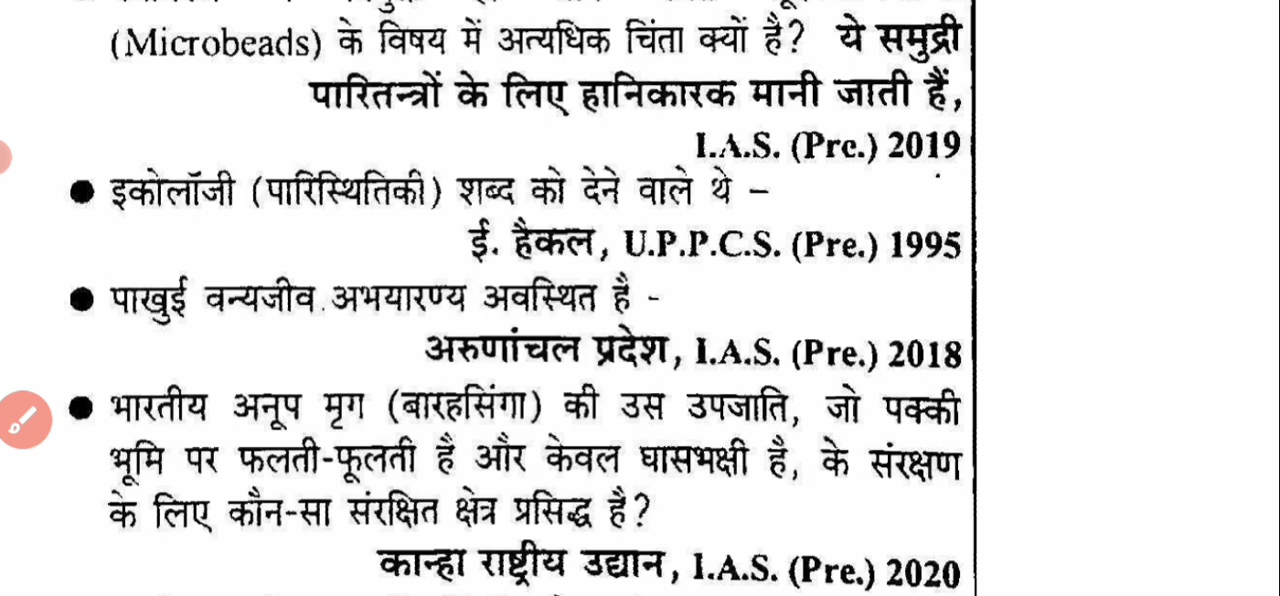 (Microbeads) के विषय में अत्यधिक चिंता क्यों है? ये समुद्री
पारितन्त्रों के लिए हानिकारक मानी जाती हैं,
I.A.S. (Pre.) 2019
● इकोलॉजी (पारिस्थितिकी) शब्द को देने वाले थे –
ई. हैकल, U.P.P.C.S. (Pre.) 1995
● पाखुई वन्यजीव अभयारण्य अवस्थित है -
अरुणांचल प्रदेश, I.A.S. (Pre.) 2018
● भारतीय अनूप मृग (बारहसिंगा) की उस उपजाति, जो पक्की
भूमि पर फलती-फूलती है और केवल घासभक्षी है, के संरक्षण
के लिए कौन-सा संरक्षित क्षेत्र प्रसिद्ध है?
कान्हा राष्ट्रीय उद्यान, I.A.S. (Pre.) 2020